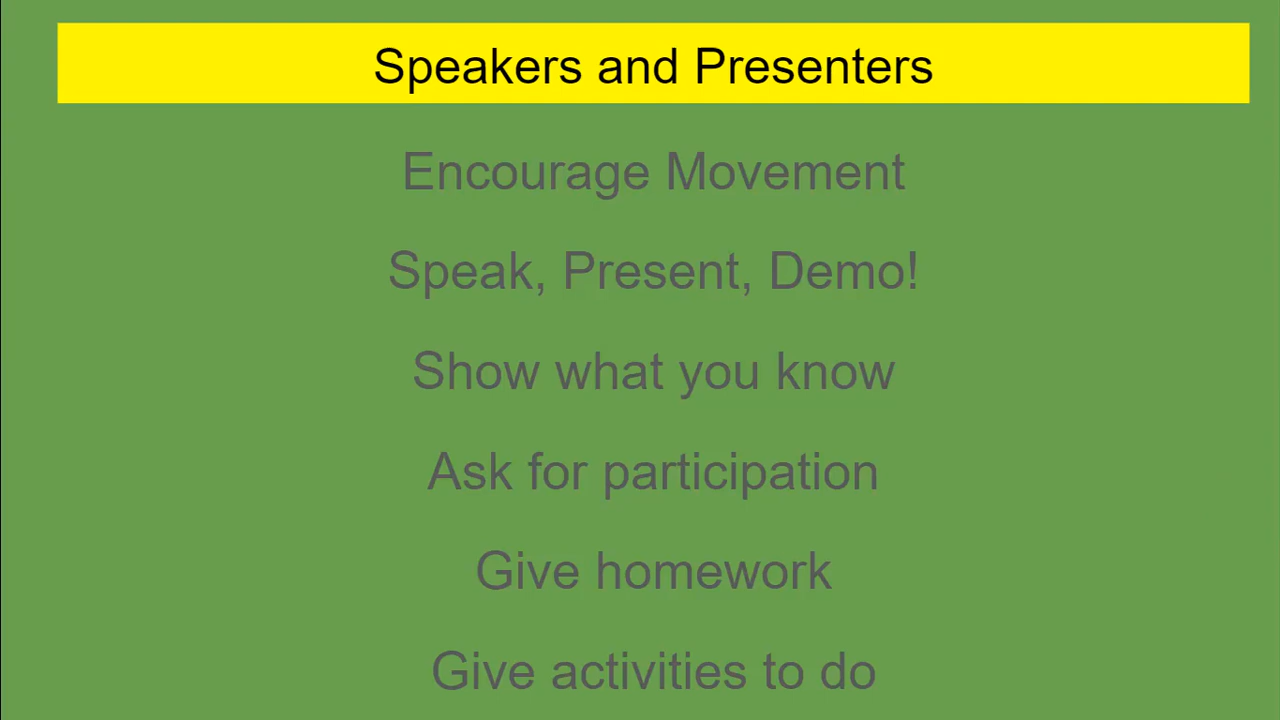 Speakers and Presenters
Encourage Movement
Speak, Present, Demo!
Show what you know
Ask for participation
Give homework
Give activities to do